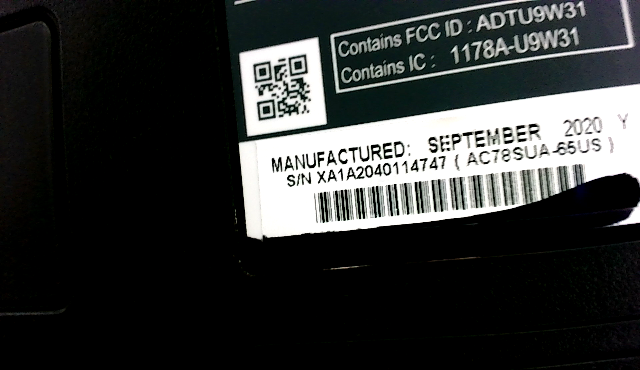 Contains FCC ID : ADTU9W31
Contains IC : 1178A-U9W31
MANUFACTURED: SEPTEMBER 2020 Y
S/N XA1A2040114747 ( AC78SUA-65US )